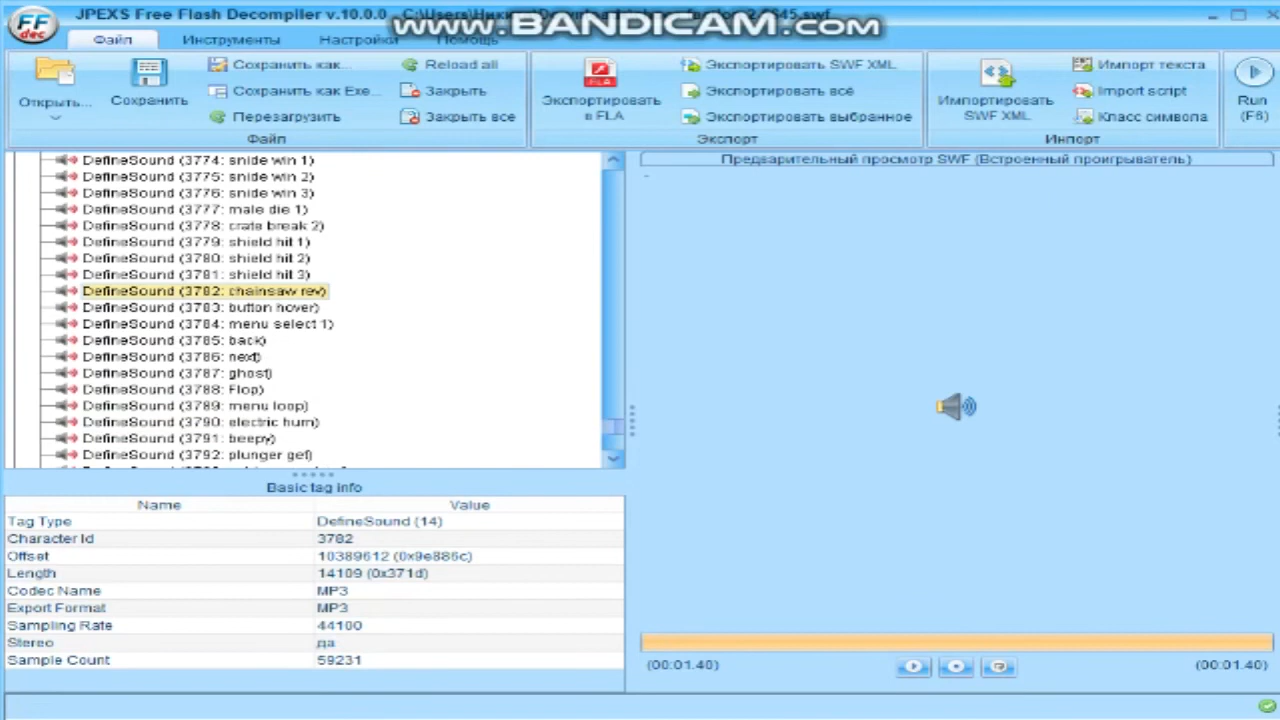 JPEXS Free Flash Decompiler v.10.0.0
www.BANDICAM.com
Файл
Инструменты
Настройки
Помощь
Открыть...
Сохранить
Сохранить как...
Сохранить как Exe...
Перезагрузить
Reload all
Закрыть
Закрыть все
Файл
Экспортировать
в FLA
Экспортировать SWF XML
Экспортировать всё
Экспортировать выбранное
Экспорт
Импортировать
SWF XML
Импорт текста
Import script
Класс символа
Импорт
Run
(F6)
DefineSound (3774: snide win 1)
DefineSound (3775: snide win 2)
DefineSound (3776: snide win 3)
DefineSound (3777: male die 1)
DefineSound (3778: crate break 2)
DefineSound (3779: shield hit 1)
DefineSound (3780: shield hit 2)
DefineSound (3781: shield hit 3)
DefineSound (3782: chainsaw rev)
DefineSound (3783: button hover)
DefineSound (3784: menu select 1)
DefineSound (3785: back)
DefineSound (3786: next)
DefineSound (3787: ghost)
DefineSound (3788: Flop)
DefineSound (3789: menu loop)
DefineSound (3790: electric hum)
DefineSound (3791: beepy)
DefineSound (3792: plunger get)
Предварительный просмотр SWF (Встроенный проигрыватель)
Basic tag info
Name Value
Tag Type DefineSound (14)
Character Id 3782
Offset 10389612 (0x9e886c)
Length 14109 (0x371d)
Codec Name MP3
Export Format MP3
Sampling Rate 44100
Stereo да
Sample Count 59231
(00:01.40)
(00:01.40)